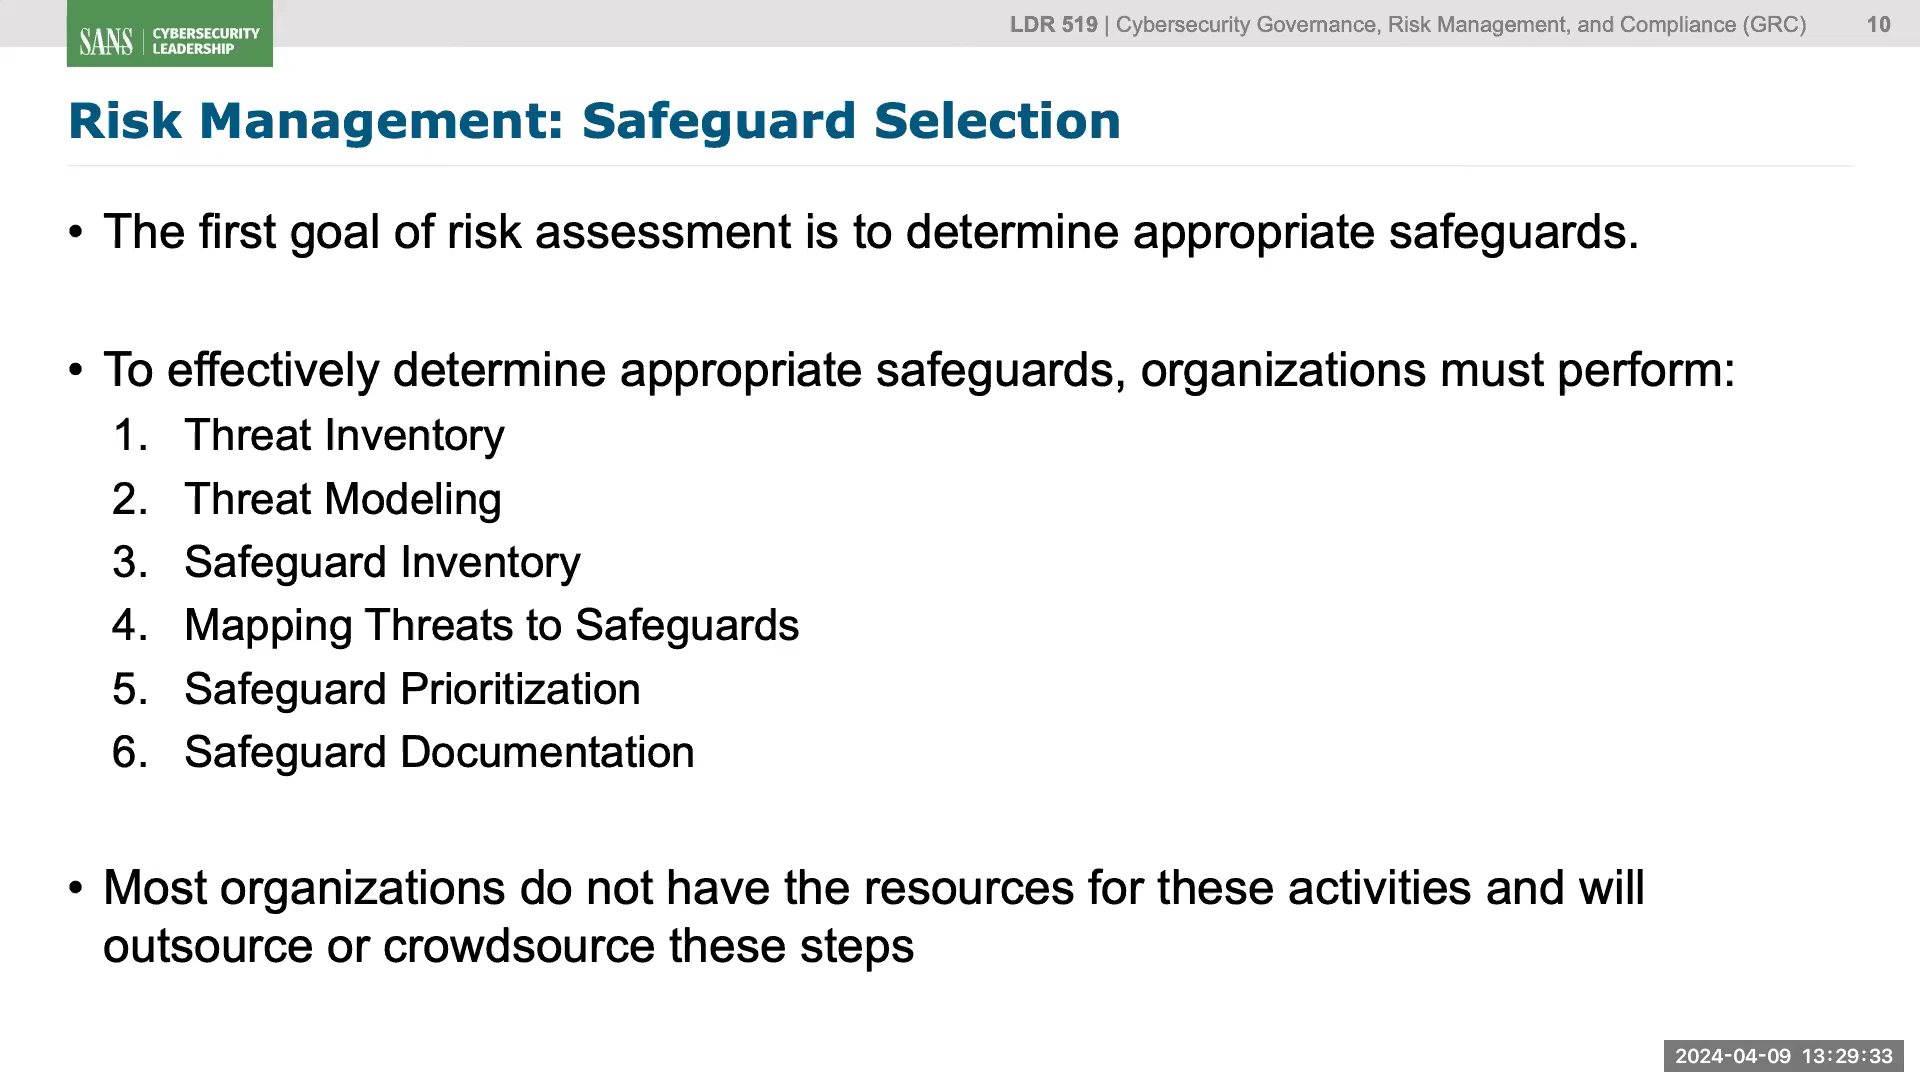 SANS | CYBERSECURITY LEADERSHIP
LDR 519 | Cybersecurity Governance, Risk Management, and Compliance (GRC) 10
Risk Management: Safeguard Selection
• The first goal of risk assessment is to determine appropriate safeguards.
• To effectively determine appropriate safeguards, organizations must perform:
1. Threat Inventory
2. Threat Modeling
3. Safeguard Inventory
4. Mapping Threats to Safeguards
5. Safeguard Prioritization
6. Safeguard Documentation
• Most organizations do not have the resources for these activities and will
outsource or crowdsource these steps
2024-04-09 13:29:33